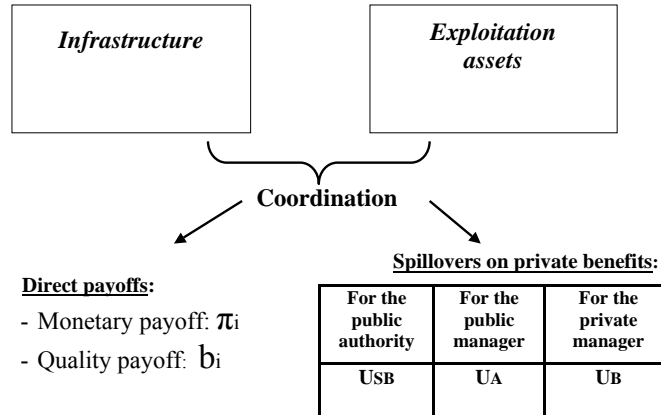 Infrastructure
Exploitation
assets
Coordination
Direct payoffs:
- Monetary payoff: πi
- Quality payoff: bi
Spillovers on private benefits:
For the
public
authority
For the
public
manager
For the
private
manager
USB
UA
UB